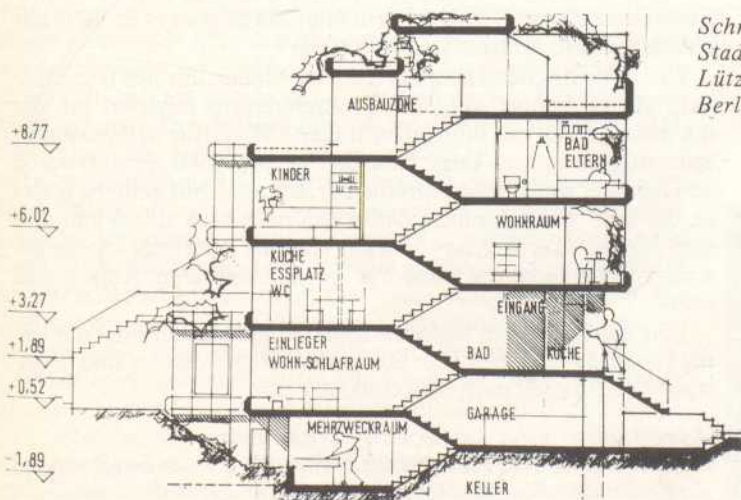 Schn
Stad
Lütz
Berl
AUSBAUZONE
+8,77
BAD
ELTERN
KINDER
+6,02
WOHNRAUM
KÜCHE
ESSPLATZ
WC
+3,27
EINGANG
EINLIEGER
WOHN-SCHLAFRAUM
+1,89
BAD
KÜCHE
+0,52
GARAGE
MEHRZWECKRAUM
-1,89
KELLER